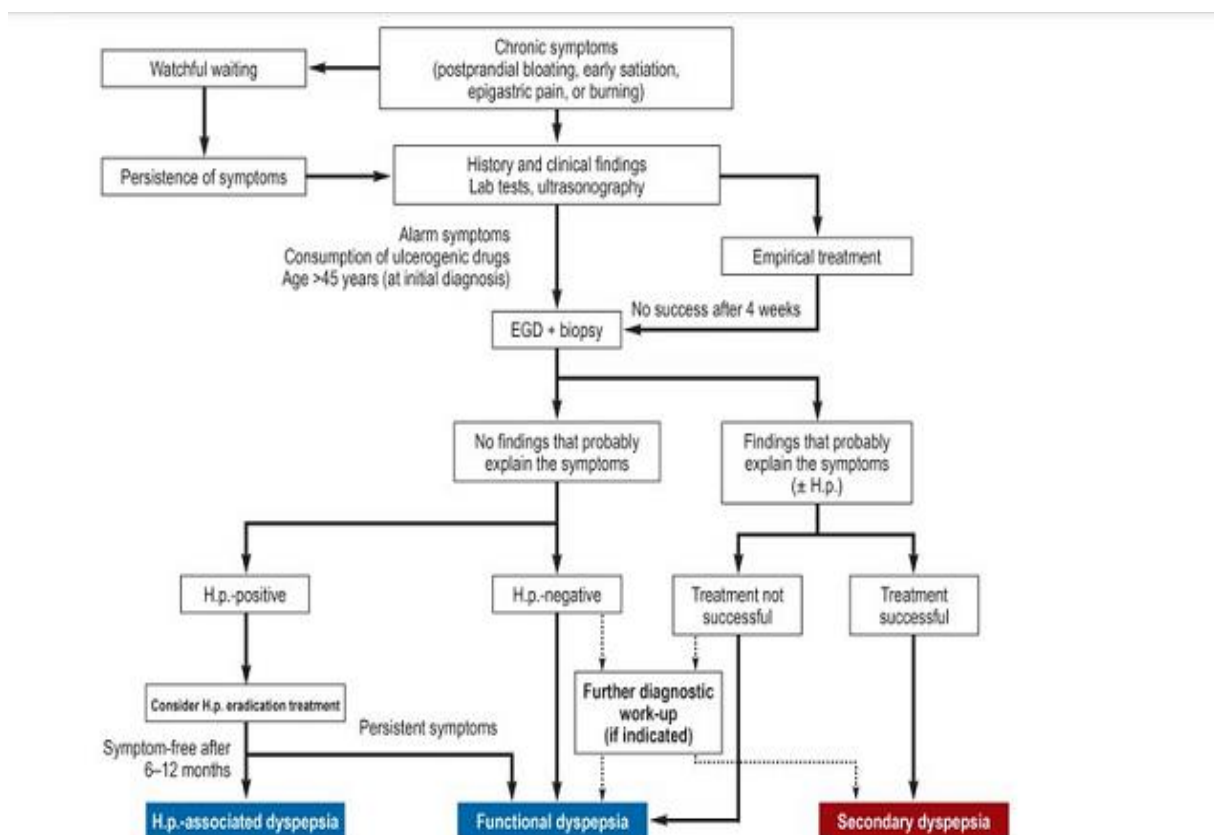 Chronic symptoms
(postprandial bloating, early satiation,
epigastric pain, or burning)
Watchful waiting
Persistence of symptoms
History and clinical findings
Lab tests, ultrasonography
Alarm symptoms
Consumption of ulcerogenic drugs
Age >45 years (at initial diagnosis)
Empirical treatment
No success after 4 weeks
EGD + biopsy
No findings that probably
explain the symptoms
Findings that probably
explain the symptoms
(± H.p.)
H.p.-positive
H.p.-negative
Treatment not
successful
Treatment
successful
Consider H.p. eradication treatment
Further diagnostic
work-up
(if indicated)
Persistent symptoms
Symptom-free after
6–12 months
H.p.-associated dyspepsia
Functional dyspepsia
Secondary dyspepsia